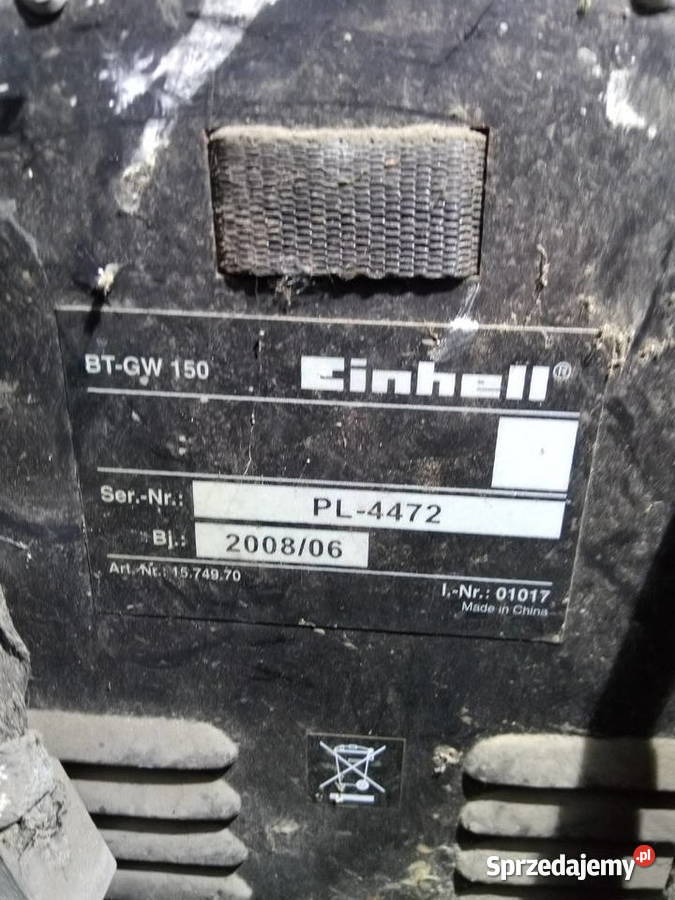 BT-GW 150
Einhell®
Ser.-Nr.: PL-4472
Bj.: 2008/06
Art.-Nr.: 15.749.70
I.-Nr.: 01017
Made in China
Sprzedajemy.pl